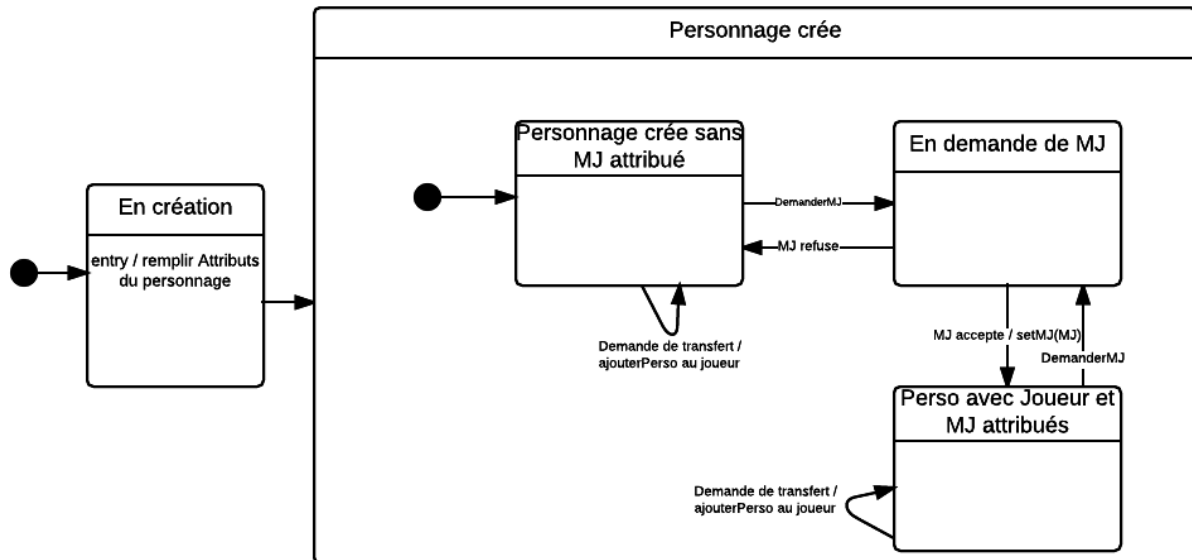 Personnage crée
Personnage crée sans
MJ attribué
En demande de MJ
En création
entry / remplir Attributs
du personnage
DemanderMJ
MJ refuse
Demande de transfert /
ajouterPerso au joueur
MJ accepte / setMJ(MJ)
DemanderMJ
Perso avec Joueur et
MJ attribués
Demande de transfert /
ajouterPerso au joueur